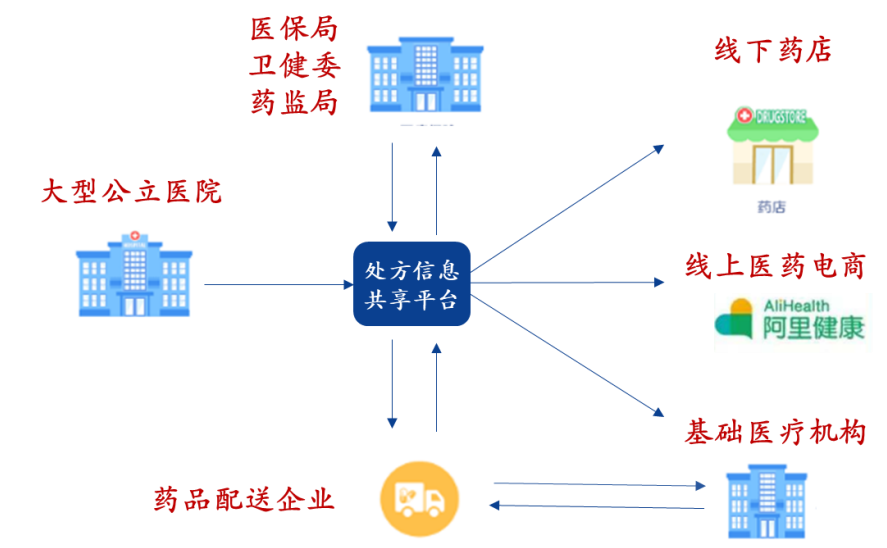 医保局
卫健委
药监局
线下药店
DRUGSTORE
药店
大型公立医院
处方信息
共享平台
线上医药电商
AliHealth
阿里健康
基础医疗机构
药品配送企业